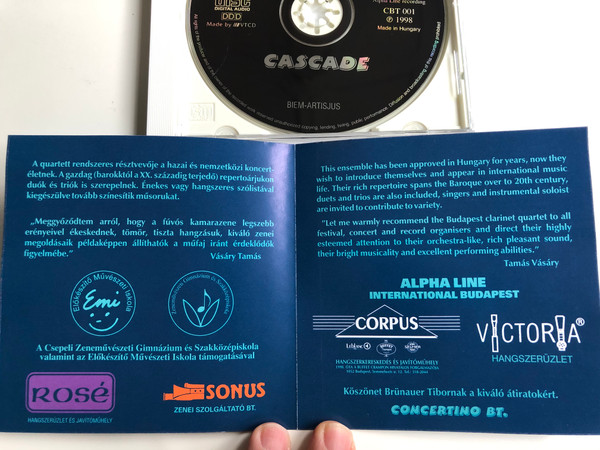 DIGITAL AUDIO
DDD
Made by VTCD
Alpha Line recording
CBT 001
Ⓟ 1998
Made in Hungary
CASCADE
BIEM-ARTISJUS
A quartett rendszeres résztvevője a hazai és nemzetközi koncert-
életnek. A gazdag (barokktól a XX. századig terjedő) repertoárjukon
duók és triók is szerepelnek. Énekes vagy hangszeres szólistával
kiegészülve tovább színesítik műsorukat.
„Meggyőződtem arról, hogy a fúvós kamarazene legszebb
erényeivel ékeskednek, tömör, tiszta hangzásuk, kiváló zenei
megoldásaik példaképpen állíthatók a műfaj iránt érdeklődők
figyelmébe."
Vásáry Tamás
Előkészítő Művészeti Iskola
Emi
A Csepeli Zeneművészeti Gimnázium és Szakközépiskola
valamint az Előkészítő Művészeti Iskola támogatásával
ROSÉ
HANGSZERÜZLET ÉS JAVÍTÓMŰHELY
SONUS
ZENEI SZOLGÁLTATÓ BT.
This ensemble has been approved in Hungary for years, now they
wish to introduce themselves and appear in international music
life. Their rich repertoire spans the Baroque over to 20th century,
duets and trios are also included, singers and instrumental soloist
are invited to contribute to variety.
"Let me warmly recommend the Budapest clarinet quartet to all
festival, concert and record organisers and direct their highly
esteemed attention to their orchestra-like, rich pleasant sound,
their bright musicality and excellent performing abilities."
Tamás Vásáry
ALPHA LINE
INTERNATIONAL BUDAPEST
CORPUS
HANGSZERKERESKEDÉS ÉS JAVÍTÓMŰHELY
VICTORIA
HANGSZERÜZLET
Köszönet Brünauer Tibornak a kiváló átiratokért.
CONCERTINO BT.